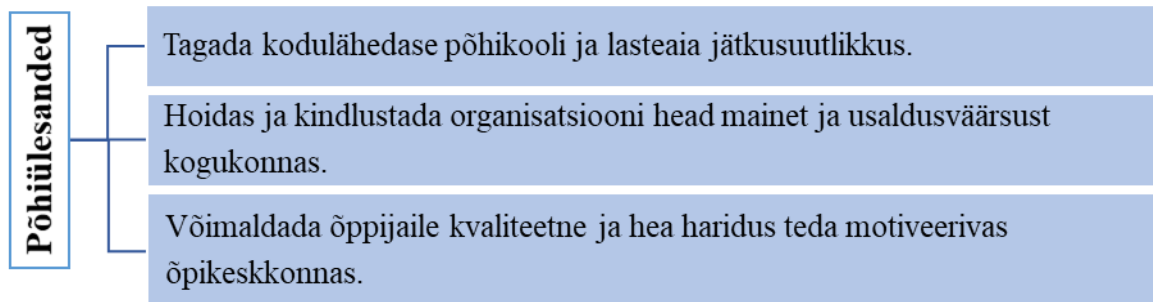 Põhiülesanded
Tagada kodulähedase põhikooli ja lasteaia jätkusuutlikkus.
Hoidas ja kindlustada organisatsiooni head mainet ja usaldusväärsust
kogukonnas.
Võimaldada õppijaile kvaliteetne ja hea haridus teda motiveerivas
õpikeskkonnas.